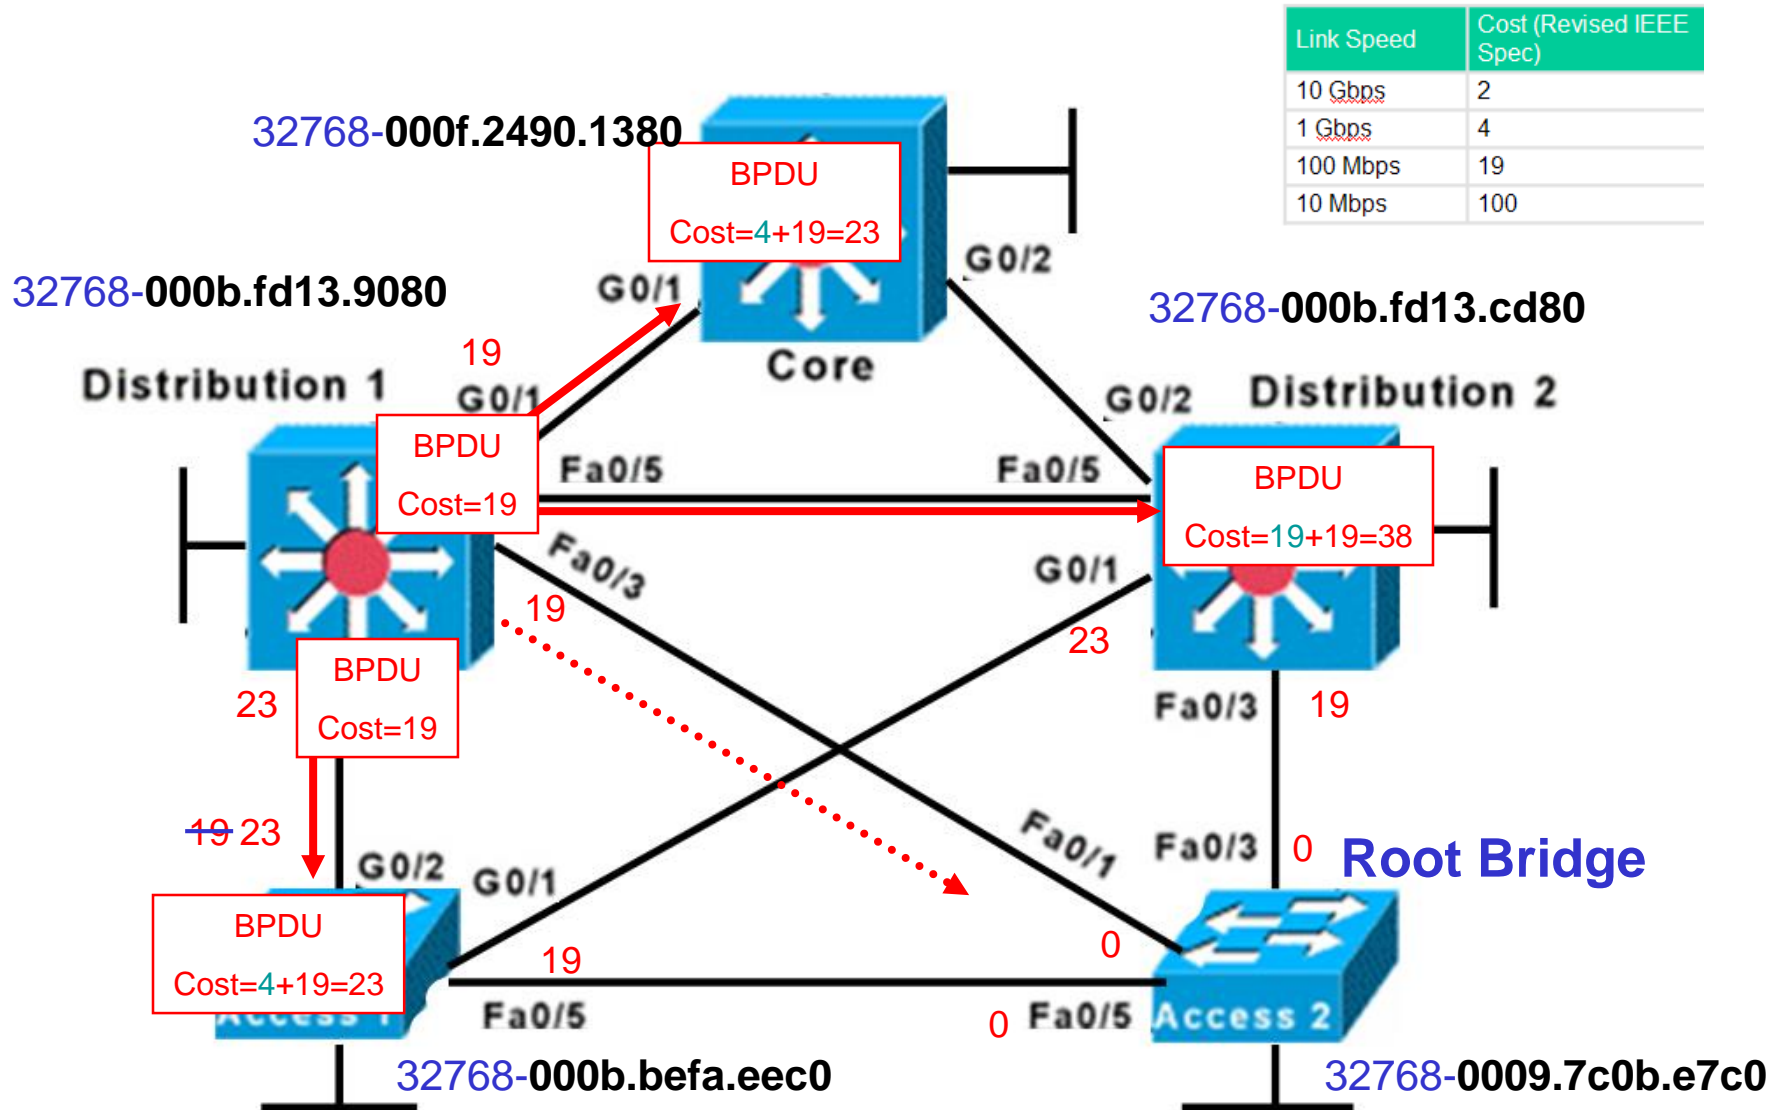 Link Speed
Cost (Revised IEEE
Spec)
10 Gbps
2
1 Gbps
4
100 Mbps
19
10 Mbps
100
32768-000f.2490.1380
BPDU
Cost=4+19=23
G0/2
G0/1
32768-000b.fd13.9080
32768-000b.fd13.cd80
19
Core
Distribution 1
G0/1
G0/2
Distribution 2
BPDU
Cost=19
Fa0/5
Fa0/5
BPDU
Cost=19+19=38
Fa0/3
G0/1
19
23
BPDU
Cost=19
23
Fa0/3
19
19 23
Fa0/1
Fa0/3
0
Root Bridge
G0/2
G0/1
BPDU
Cost=4+19=23
19
0
Access 1
Fa0/5
0
Fa0/5
Access 2
32768-000b.befa.eec0
32768-0009.7c0b.e7c0